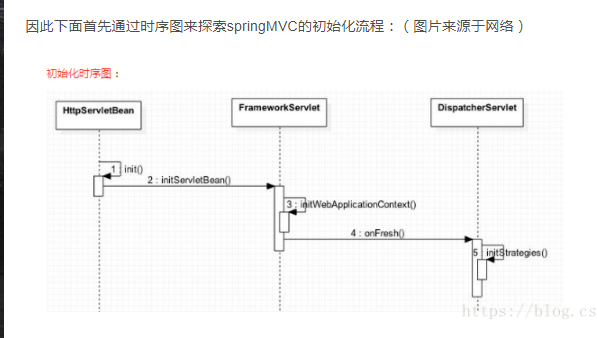 因此下面首先通过时序图来探索springMVC的初始化流程：（图片来源于网络）
初始化时序图：
HttpServletBean FrameworkServlet DispatcherServlet
1 : init()
2 : initServletBean()
3 : initWebApplicationContext()
4 : onFresh()
5 : initStrategies()
https://blog.cs